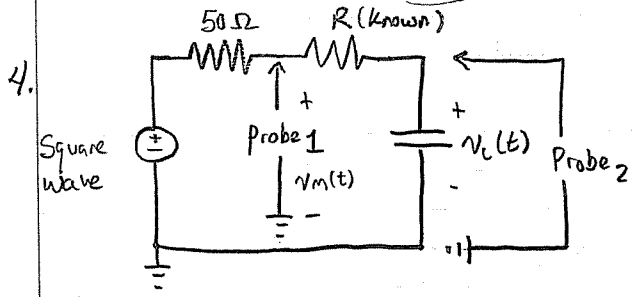 4.
50Ω
R (Known)
Square
wave
+
-
+
Probe 1
vm(t)
-
+
vc(t)
-
Probe 2